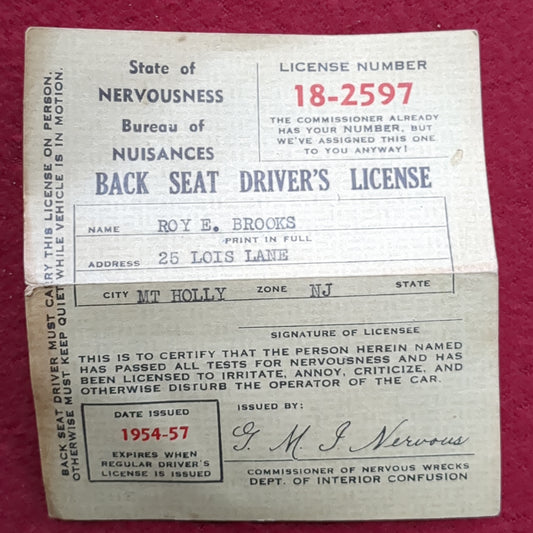 State of
NERVOUSNESS
Bureau of
NUISANCES
LICENSE NUMBER
18-2597
THE COMMISSIONER ALREADY
HAS YOUR NUMBER, BUT
WE'VE ASSIGNED THIS ONE
TO YOU ANYWAY!
BACK SEAT DRIVER'S LICENSE
NAME ROY E. BROOKS
PRINT IN FULL
ADDRESS 25 LOIS LANE
CITY MT HOLLY ZONE NJ STATE
SIGNATURE OF LICENSEE
THIS IS TO CERTIFY THAT THE PERSON HEREIN NAMED
HAS PASSED ALL TESTS FOR NERVOUSNESS AND HAS
BEEN LICENSED TO IRRITATE, ANNOY, CRITICIZE, AND
OTHERWISE DISTURB THE OPERATOR OF THE CAR.
DATE ISSUED
1954-57
EXPIRES WHEN
REGULAR DRIVER'S
LICENSE IS ISSUED
ISSUED BY:
G. M. I. Nervous
COMMISSIONER OF NERVOUS WRECKS
DEPT. OF INTERIOR CONFUSION
BACK SEAT DRIVER MUST CARRY THIS LICENSE ON PERSON,
OTHERWISE MUST KEEP QUIET WHILE VEHICLE IS IN MOTION.